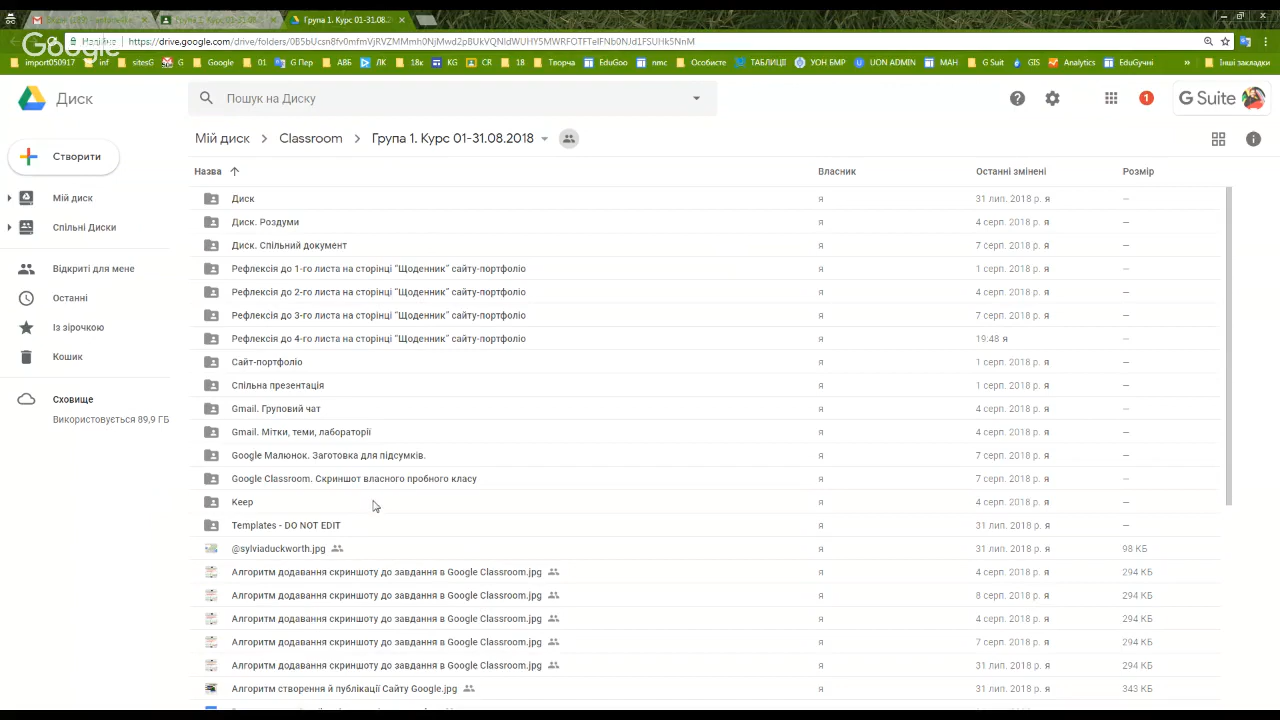 Група 1. Курс 01-31.08.20
Google
https://drive.google.com/drive/folders/
import050917 inf sitesG G Google 01 G Пер АВБ ЛК 18к KG CR 18 Творча EduGoo nmc Особисте ТАБЛИЦІ УОН БМР UON ADMIN МАН G Suit GIS Analytics EduGyчні » Інші закладки
Диск
Пошук на Диску
1
G Suite
Створити
Мій диск > Classroom > Група 1. Курс 01-31.08.2018
Назва Власник Останні змінені Розмір
Мій диск
Спільні Диски
Відкриті для мене
Останні
Із зірочкою
Кошик
Сховище
Використовується 89,9 ГБ
Диск я 31 лип. 2018 р. я –
Диск. Роздуми я 4 серп. 2018 р. я –
Диск. Спільний документ я 7 серп. 2018 р. я –
Рефлексія до 1-го листа на сторінці "Щоденник" сайту-портфоліо я 1 серп. 2018 р. я –
Рефлексія до 2-го листа на сторінці "Щоденник" сайту-портфоліо я 4 серп. 2018 р. я –
Рефлексія до 3-го листа на сторінці "Щоденник" сайту-портфоліо я 7 серп. 2018 р. я –
Рефлексія до 4-го листа на сторінці "Щоденник" сайту-портфоліо я 19:48 я –
Сайт-портфоліо я 1 серп. 2018 р. я –
Спільна презентація я 1 серп. 2018 р. я –
Gmail. Груповий чат я 4 серп. 2018 р. я –
Gmail. Мітки, теми, лабораторії я 4 серп. 2018 р. я –
Google Малюнок. Заготовка для підсумків. я 7 серп. 2018 р. я –
Google Classroom. Скриншот власного пробного класу я 7 серп. 2018 р. я –
Keep я 4 серп. 2018 р. я –
Templates - DO NOT EDIT я 31 лип. 2018 р. я –
@sylviaduckworth.jpg я 31 лип. 2018 р. я 98 КБ
Алгоритм додавання скриншоту до завдання в Google Classroom.jpg я 4 серп. 2018 р. я 294 КБ
Алгоритм додавання скриншоту до завдання в Google Classroom.jpg я 8 серп. 2018 р. я 294 КБ
Алгоритм додавання скриншоту до завдання в Google Classroom.jpg я 4 серп. 2018 р. я 294 КБ
Алгоритм додавання скриншоту до завдання в Google Classroom.jpg я 7 серп. 2018 р. я 294 КБ
Алгоритм додавання скриншоту до завдання в Google Classroom.jpg я 31 лип. 2018 р. я 294 КБ
Алгоритм створення й публікації Сайту Google.jpg я 31 лип. 2018 р. я 343 КБ